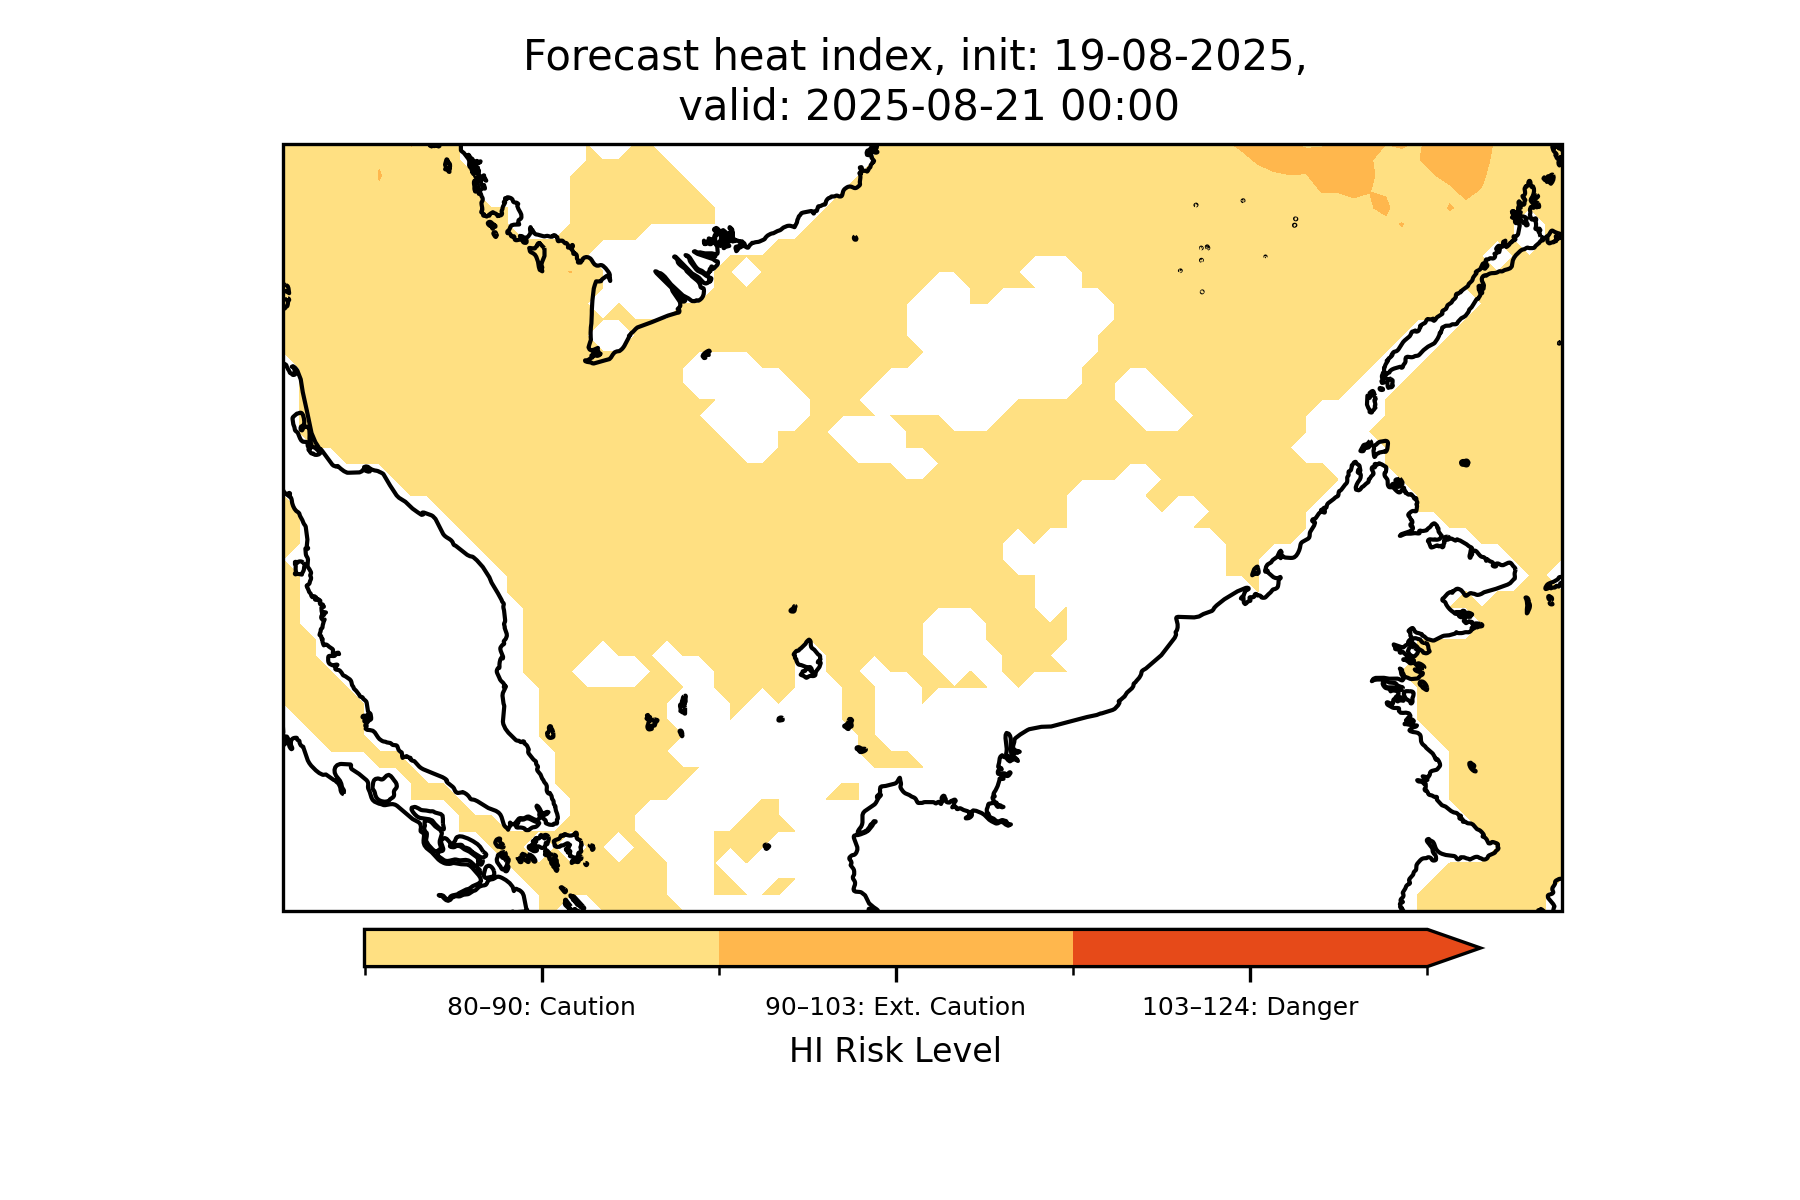 Forecast heat index, init: 19-08-2025,
valid: 2025-08-21 00:00
80–90: Caution
90–103: Ext. Caution
103–124: Danger
HI Risk Level